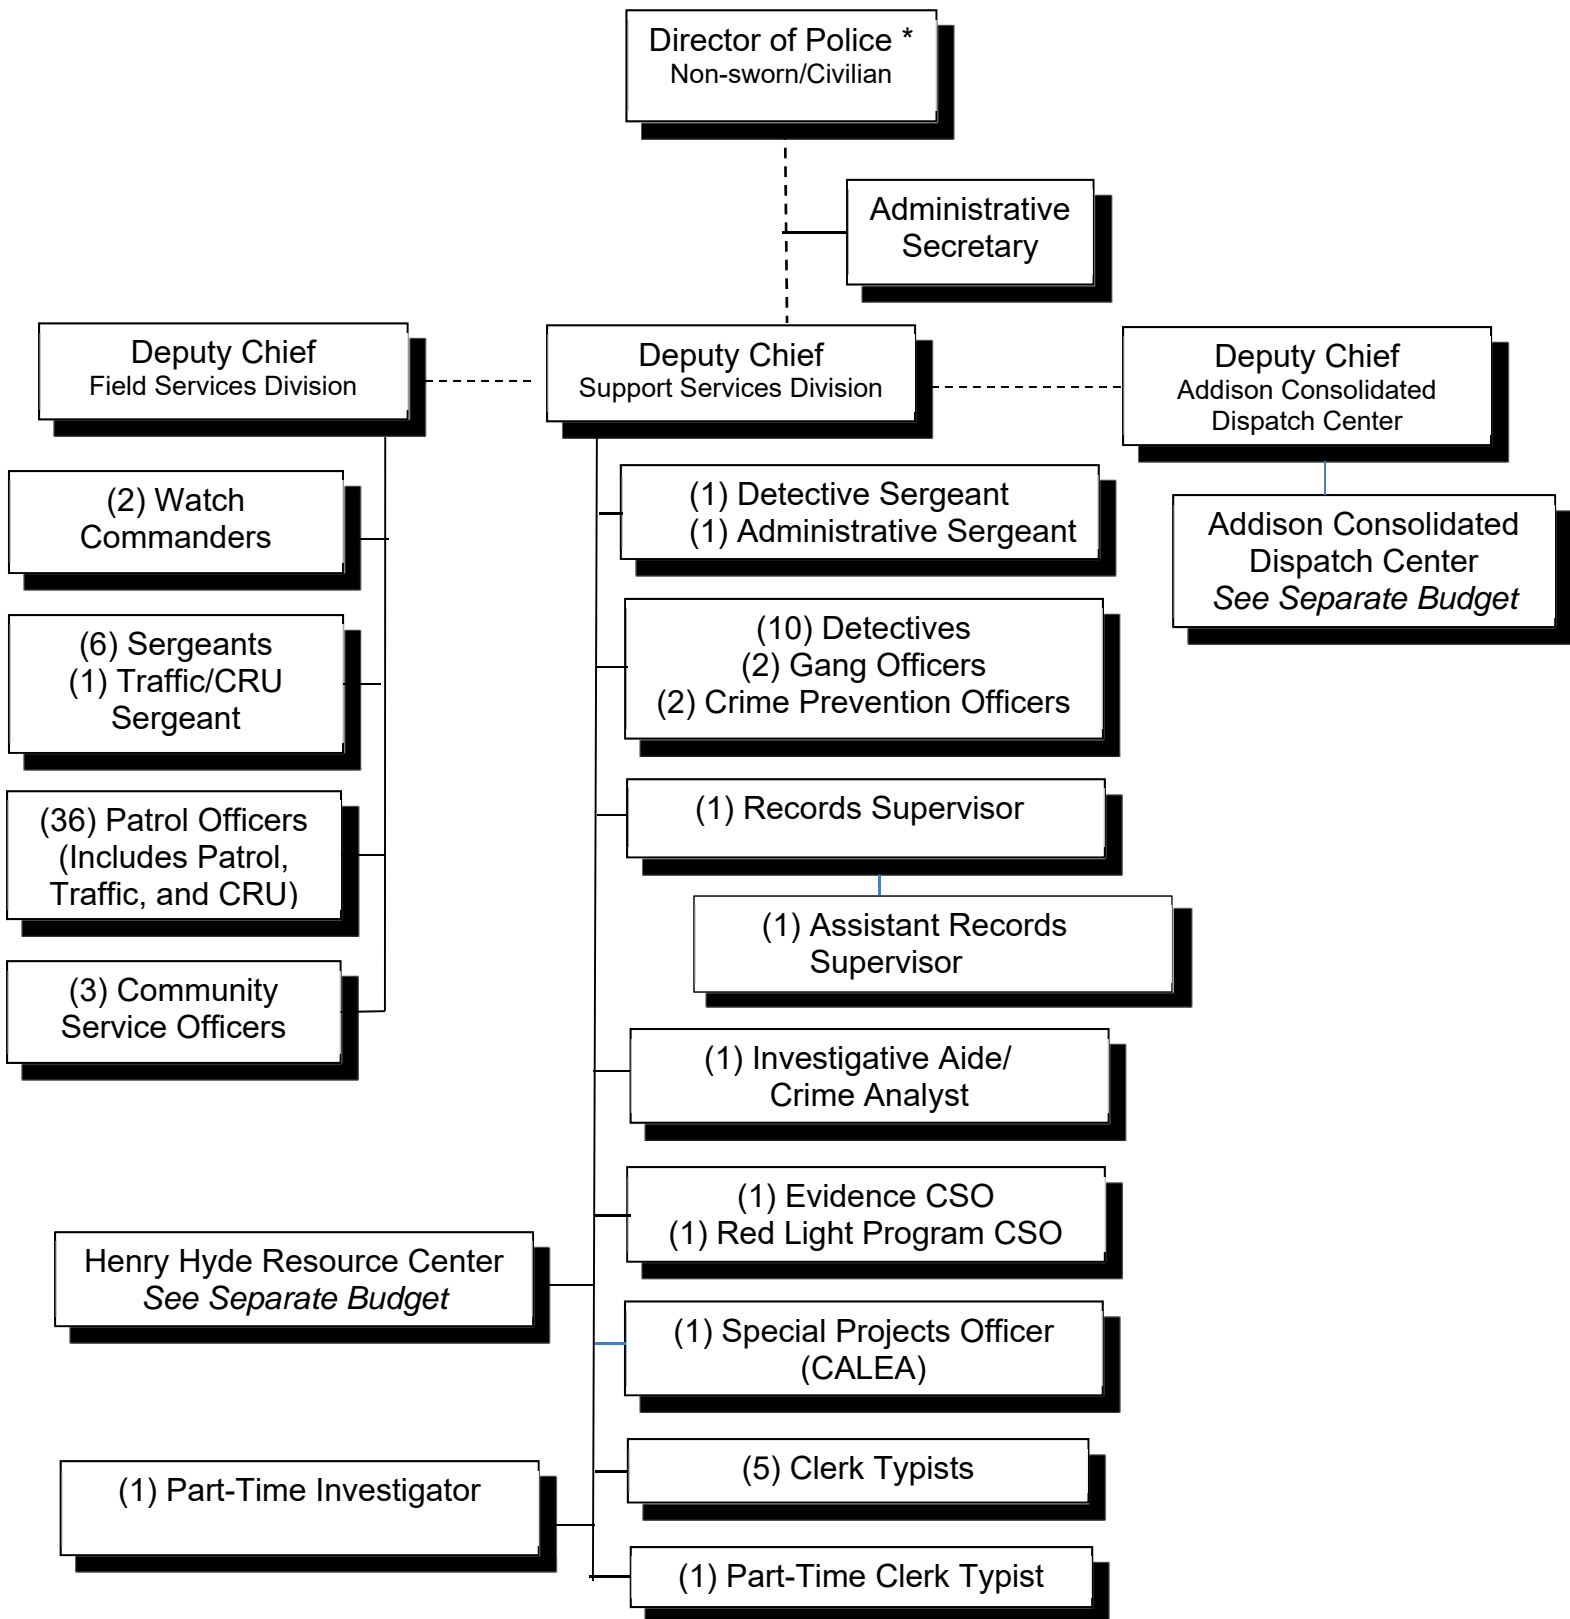 Director of Police *
Non-sworn/Civilian
Administrative
Secretary
Deputy Chief
Field Services Division
Deputy Chief
Support Services Division
Deputy Chief
Addison Consolidated
Dispatch Center
(2) Watch
Commanders
(6) Sergeants
(1) Traffic/CRU
Sergeant
(36) Patrol Officers
(Includes Patrol,
Traffic, and CRU)
(3) Community
Service Officers
(1) Detective Sergeant
(1) Administrative Sergeant
(10) Detectives
(2) Gang Officers
(2) Crime Prevention Officers
(1) Records Supervisor
(1) Assistant Records
Supervisor
(1) Investigative Aide/
Crime Analyst
(1) Evidence CSO
(1) Red Light Program CSO
Henry Hyde Resource Center
See Separate Budget
(1) Special Projects Officer
(CALEA)
(5) Clerk Typists
(1) Part-Time Investigator
(1) Part-Time Clerk Typist
Addison Consolidated
Dispatch Center
See Separate Budget